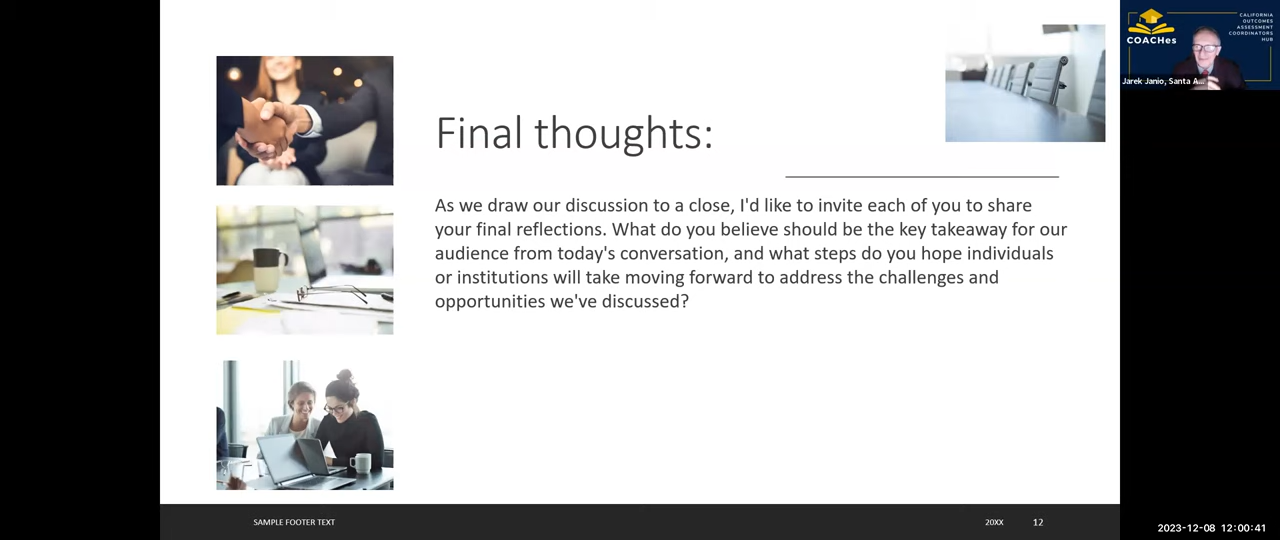 Final thoughts:
As we draw our discussion to a close, I'd like to invite each of you to share
your final reflections. What do you believe should be the key takeaway for our
audience from today's conversation, and what steps do you hope individuals
or institutions will take moving forward to address the challenges and
opportunities we've discussed?
SAMPLE FOOTER TEXT
20XX
12
COACHes
CALIFORNIA
OUTCOMES
ASSESSMENT
COORDINATORS
HUB
Jarek Janio, Santa A...
2023-12-08 12:00:41